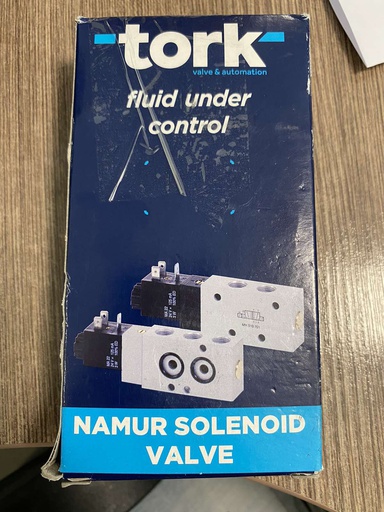 tork
valve & automation
fluid under
control
NAMUR SOLENOID
VALVE